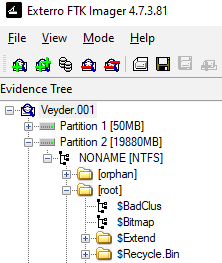 Exterro FTK Imager 4.7.3.81
File View Mode Help
Evidence Tree
Veyder.001
Partition 1 [50MB]
Partition 2 [19880MB]
NONAME [NTFS]
[orphan]
[root]
$BadClus
$Bitmap
$Extend
$Recycle.Bin